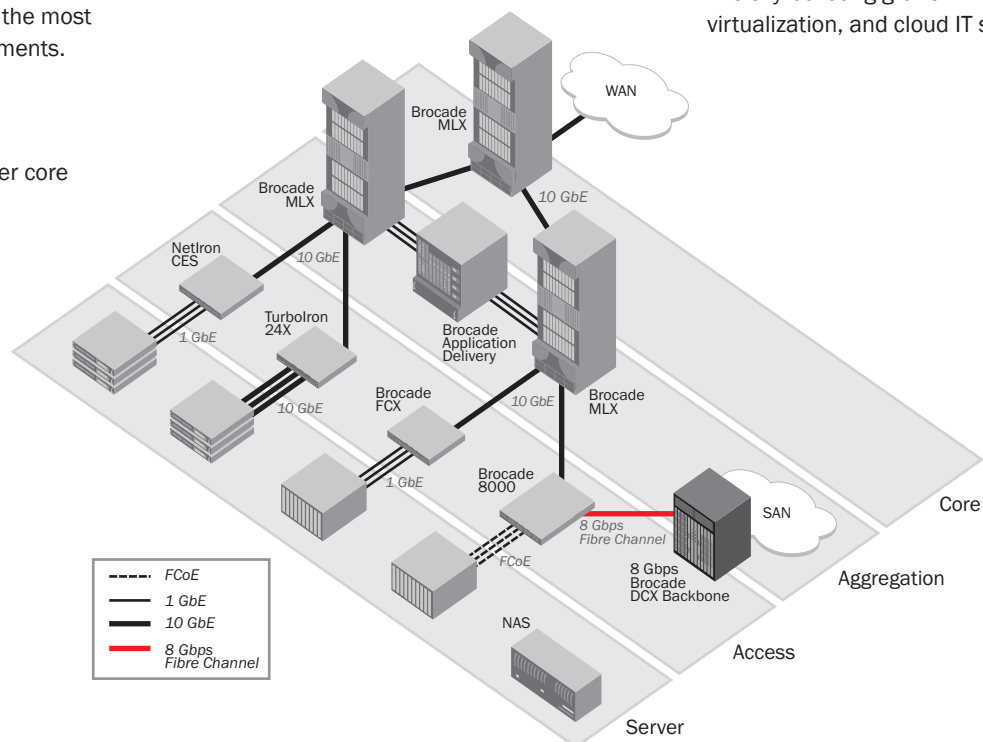 the most
ments.
er core
virtualization, and cloud IT s
WAN
Brocade
MLX
Brocade
MLX
10 GbE
NetIron
CES
10 GbE
TurboIron
24X
1 GbE
Brocade
Application
Delivery
10 GbE
Brocade
FCX
10 GbE
Brocade
MLX
1 GbE
Brocade
8000
Core
SAN
8 Gbps
Fibre Channel
FCoE
8 Gbps
Brocade
DCX Backbone
Aggregation
NAS
Access
Server
FCoE
1 GbE
10 GbE
8 Gbps
Fibre Channel